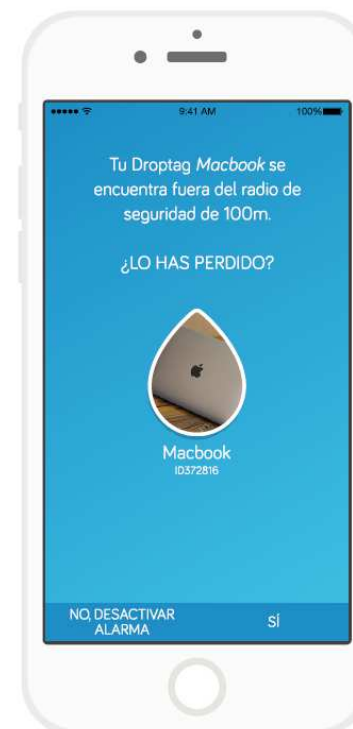 9:41 AM 100%
Tu Droptag Macbook se
encuentra fuera del radio de
seguridad de 100m.
¿LO HAS PERDIDO?
Macbook
ID372816
NO, DESACTIVAR
ALARMA
SÍ